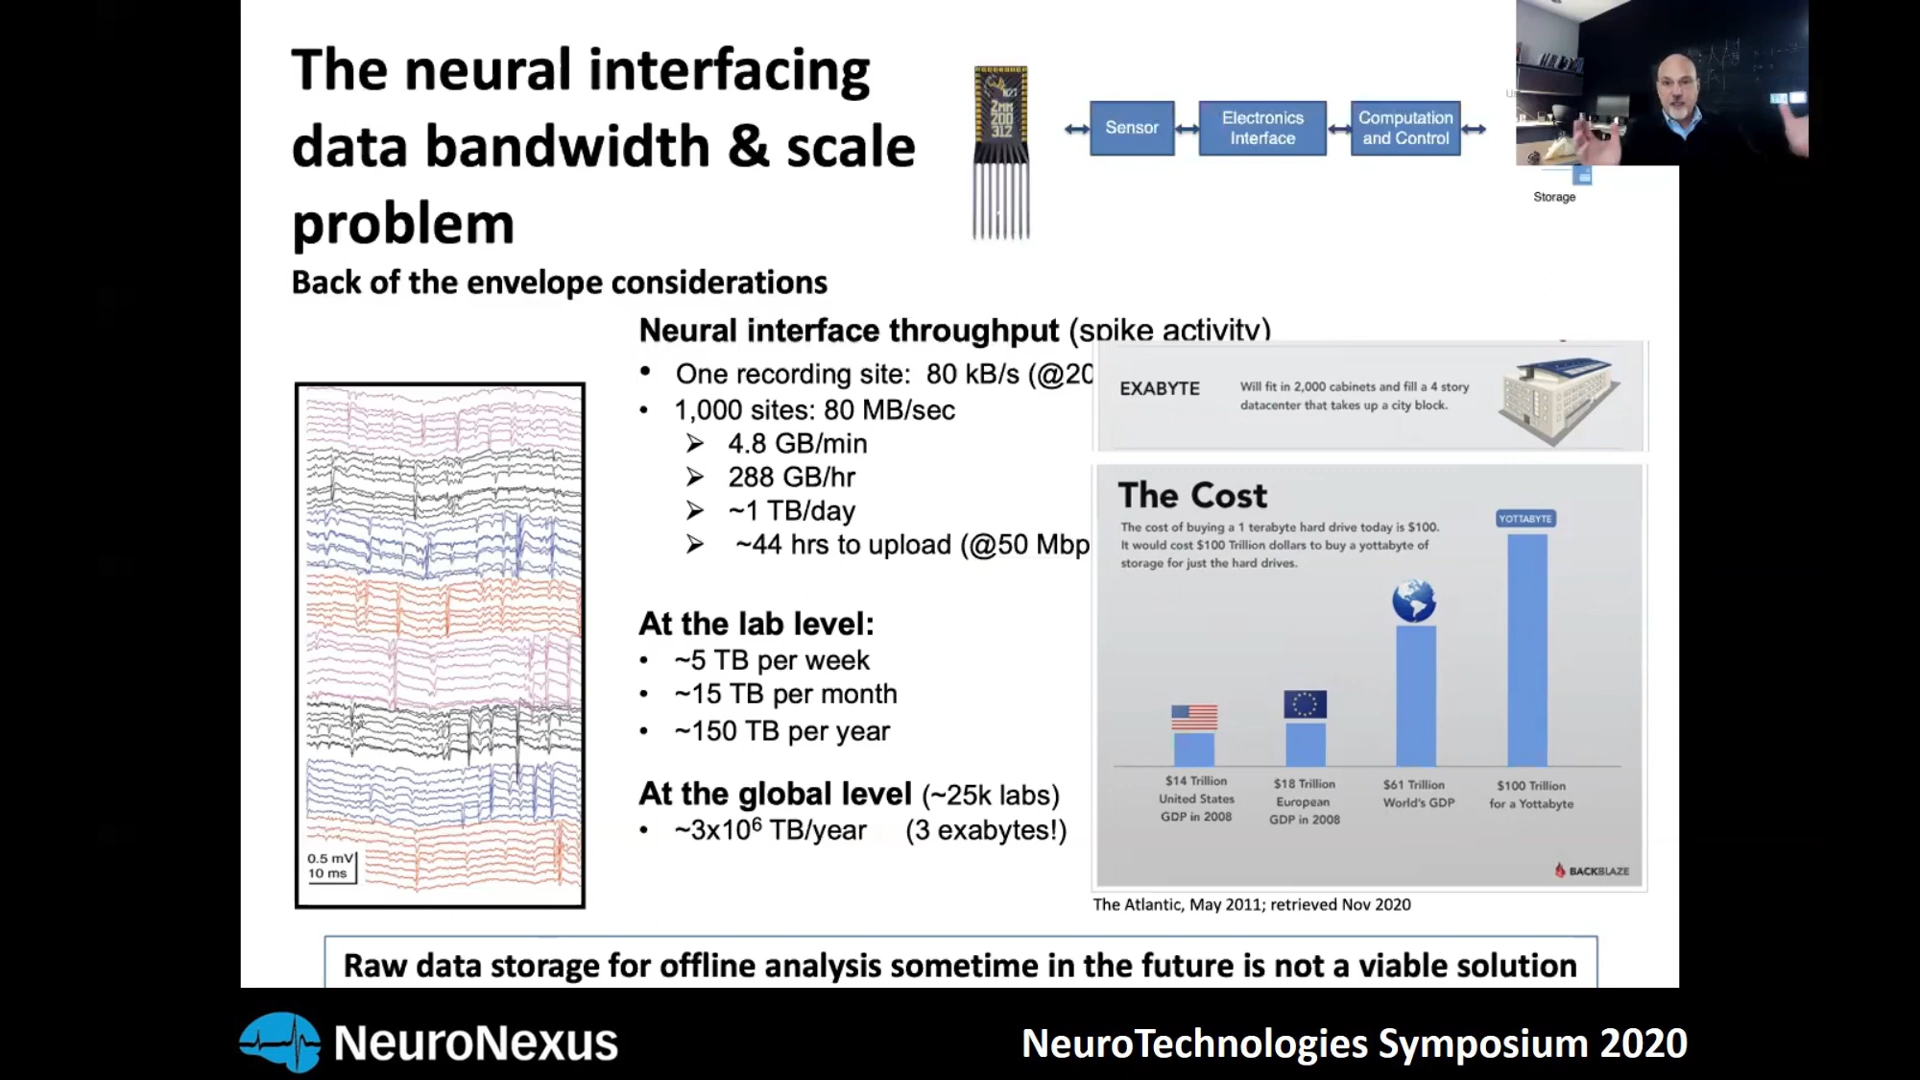 The neural interfacing
data bandwidth & scale
problem
Back of the envelope considerations
2MM
200
312
Sensor
Electronics
Interface
Computation
and Control
Storage
Neural interface throughput (spike activity)
• One recording site: 80 kB/s (@20
• 1,000 sites: 80 MB/sec
➢ 4.8 GB/min
➢ 288 GB/hr
➢ ~1 TB/day
➢ ~44 hrs to upload (@50 Mbp
At the lab level:
• ~5 TB per week
• ~15 TB per month
• ~150 TB per year
At the global level (~25k labs)
• ~3x10⁶ TB/year (3 exabytes!)
0.5 mV
10 ms
EXABYTE
Will fit in 2,000 cabinets and fill a 4 story
datacenter that takes up a city block.
The Cost
The cost of buying a 1 terabyte hard drive today is $100.
It would cost $100 Trillion dollars to buy a yottabyte of
storage for just the hard drives.
YOTTABYTE
$14 Trillion
United States
GDP in 2008
$18 Trillion
European
GDP in 2008
$61 Trillion
World's GDP
$100 Trillion
for a Yottabyte
BACKBLAZE
The Atlantic, May 2011; retrieved Nov 2020
Raw data storage for offline analysis sometime in the future is not a viable solution
NeuroNexus
NeuroTechnologies Symposium 2020